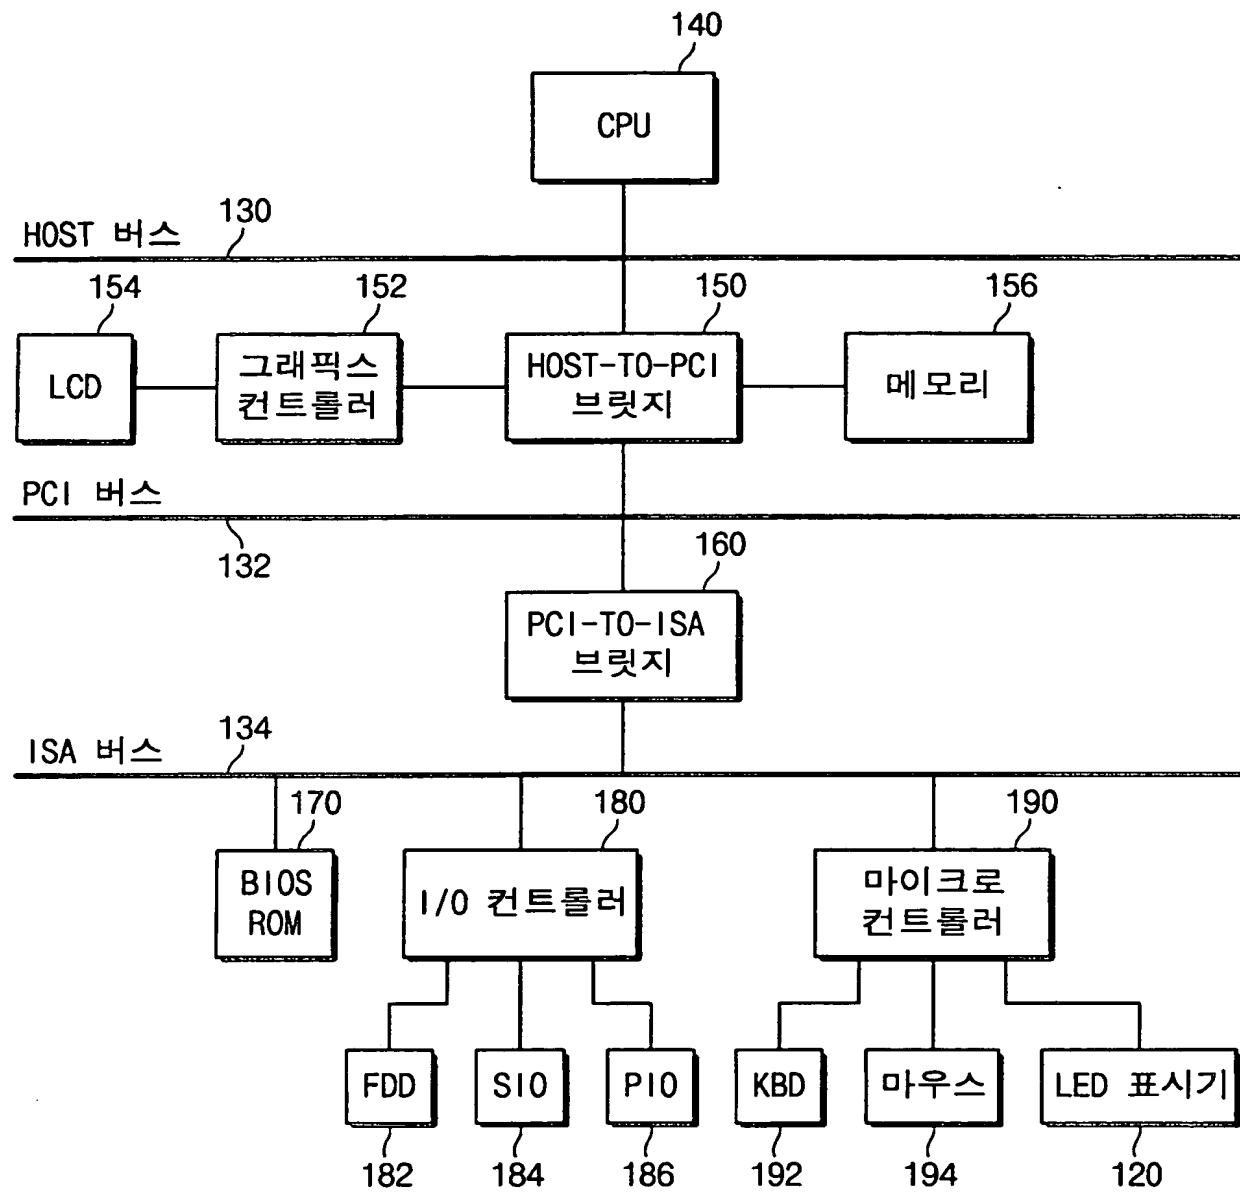 140
CPU
HOST 버스
130
154
152
150
156
LCD
그래픽스
컨트롤러
HOST-TO-PCI
브릿지
메모리
PCI 버스
132
160
PCI-TO-ISA
브릿지
ISA 버스
134
170
180
190
BIOS
ROM
I/O 컨트롤러
마이크로
컨트롤러
FDD
SIO
PIO
KBD
마우스
LED 표시기
182
184
186
192
194
120